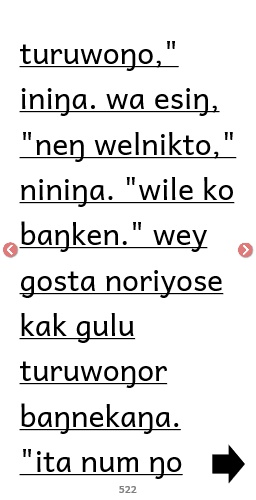 turuwoŋo,"
iniŋa. wa esiŋ,
"neŋ welnikto,"
niniŋa. "wile ko
baŋken." wey
gosta noriyose
kak gulu
turuwoŋor
baŋnekaŋa.
"ita num ŋo
522